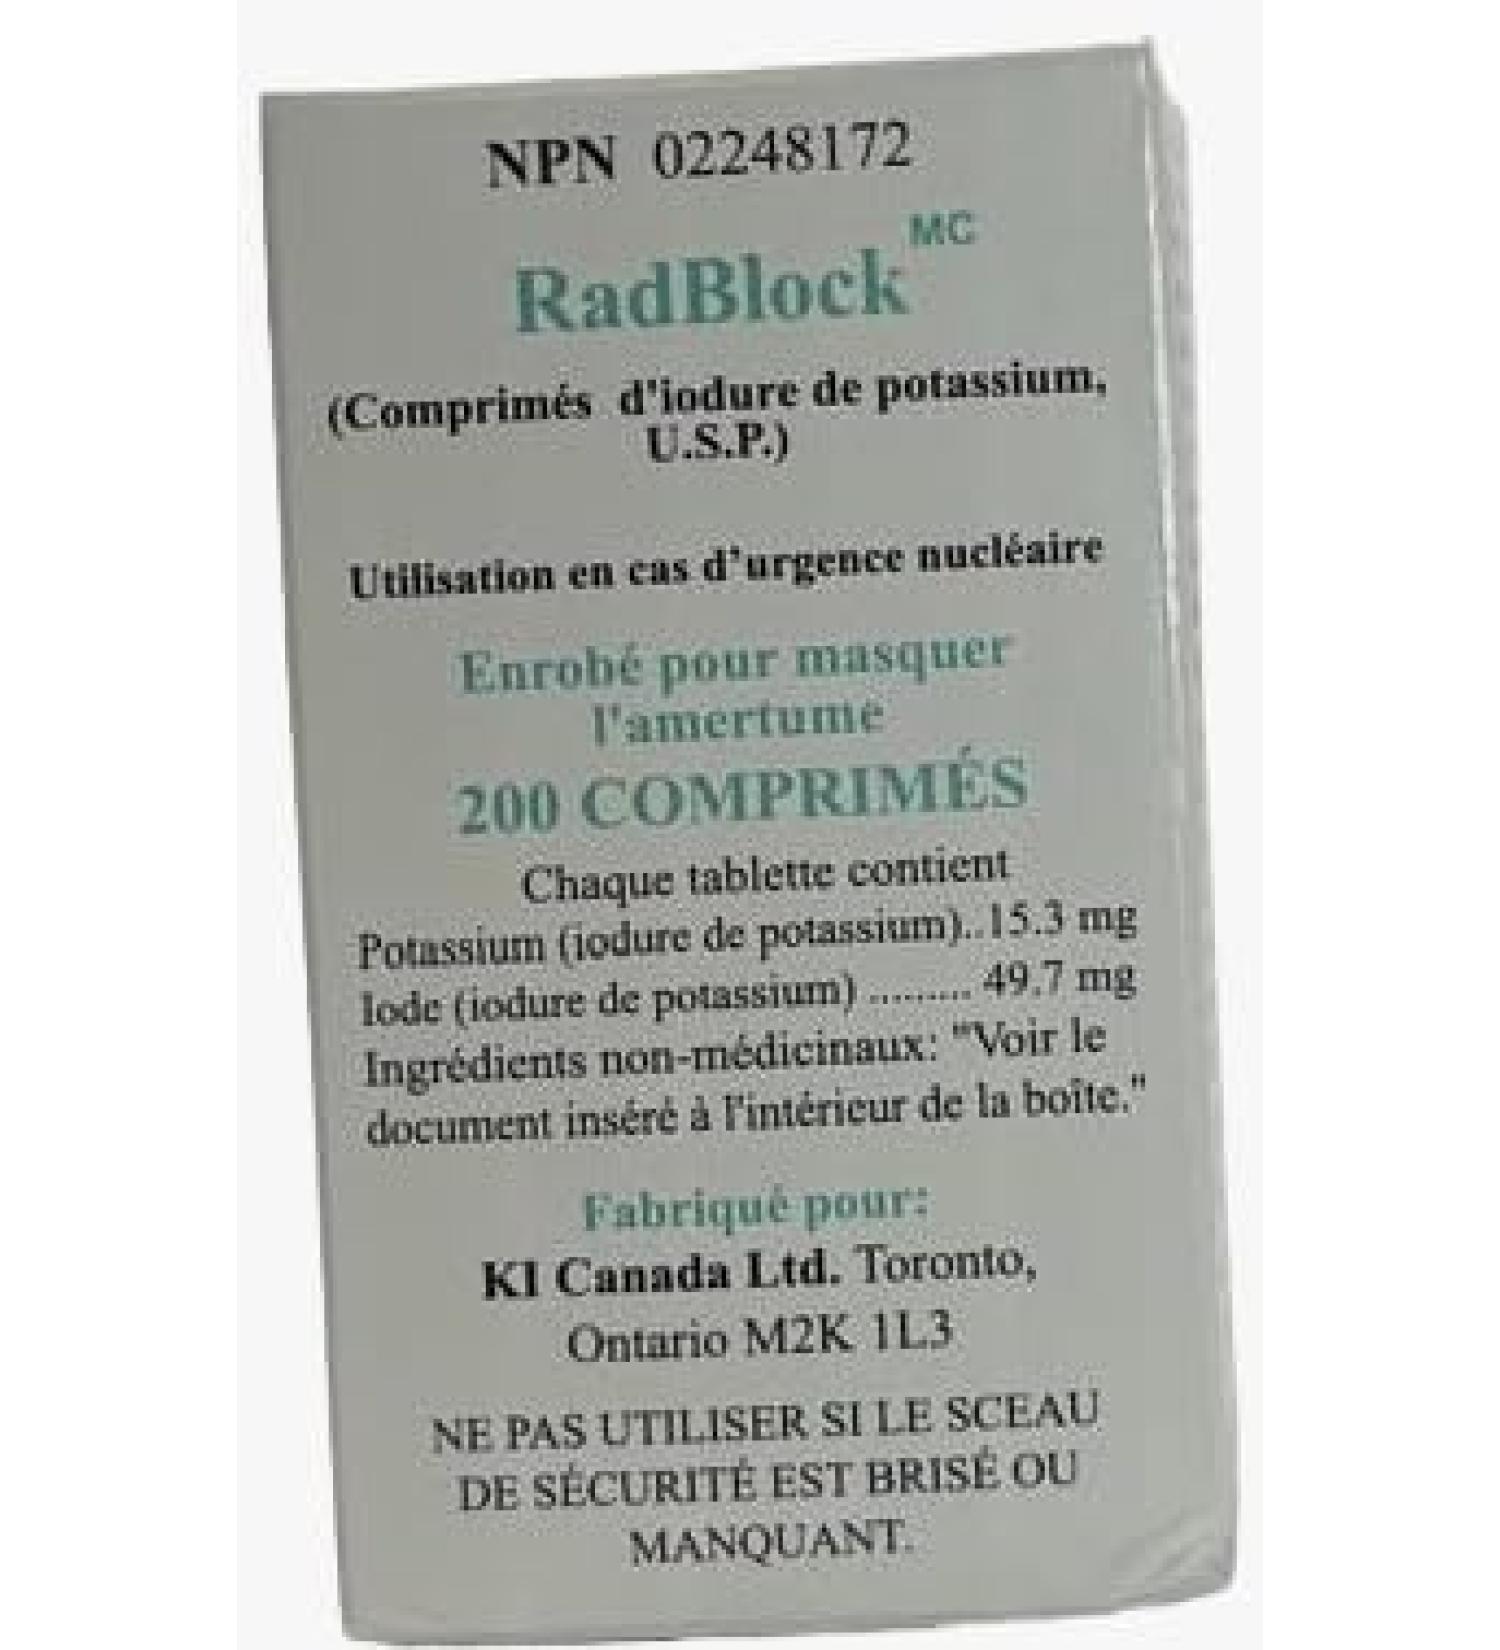 NPN 02248172
RadBlock MC
(Comprimés d'iodure de potassium,
U.S.P.)
Utilisation en cas d'urgence nucléaire
Enrobé pour masquer
l'amertume
200 COMPRIMÉS
Chaque tablette contient
Potassium (iodure de potassium)..15.3 mg
Iode (iodure de potassium) ......... 49.7 mg
Ingrédients non-médicinaux: "Voir le
document inséré à l'intérieur de la boîte."
Fabriqué pour:
KI Canada Ltd. Toronto,
Ontario M2K 1L3
NE PAS UTILISER SI LE SCEAU
DE SÉCURITÉ EST BRISÉ OU
MANQUANT.